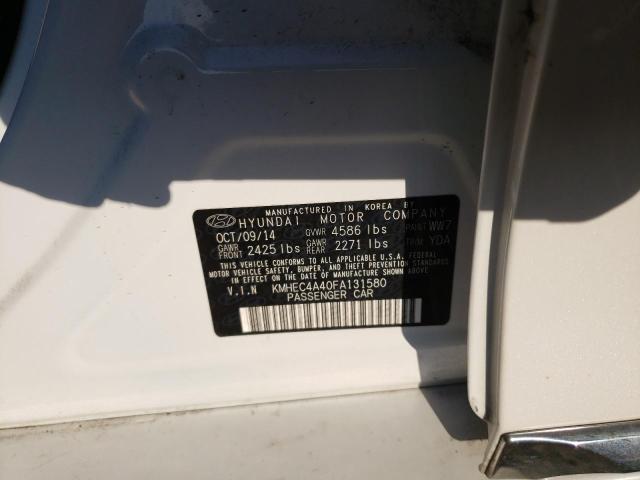 MANUFACTURED IN KOREA BY
HYUNDAI MOTOR COMPANY
OCT/09/14 GVWR 4586 lbs PAINT WW7
GAWR FRONT 2425 lbs GAWR REAR 2271 lbs TRIM YDA
THIS VEHICLE CONFORMS TO ALL APPLICABLE U.S.A. FEDERAL
MOTOR VEHICLE SAFETY, BUMPER, AND THEFT PREVENTION STANDARDS
IN EFFECT ON THE DATE OF MANUFACTURE SHOWN ABOVE.
V.I.N KMHEC4A40FA131580
PASSENGER CAR